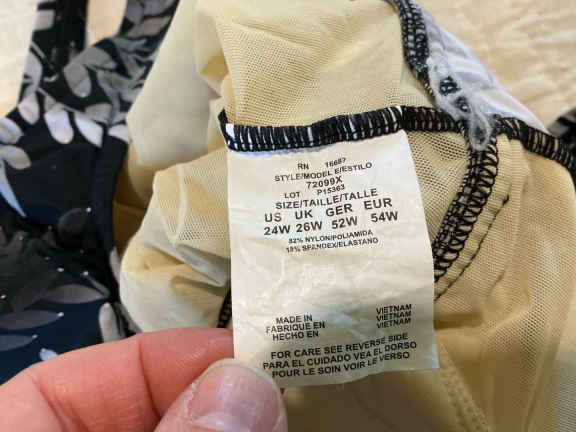 RN 16687
STYLE/MODELE/ESTILO
72099X
LOT P15363
SIZE/TAILLE/TALLE
US UK GER EUR
24W 26W 52W 54W
82% NYLON/POLIAMIDA
18% SPANDEX/ELASTANO
MADE IN VIETNAM
FABRIQUE EN VIETNAM
HECHO EN VIETNAM
FOR CARE SEE REVERSE SIDE
PARA EL CUIDADO VEA EL DORSO
POUR LE SOIN VOIR LE VERSO